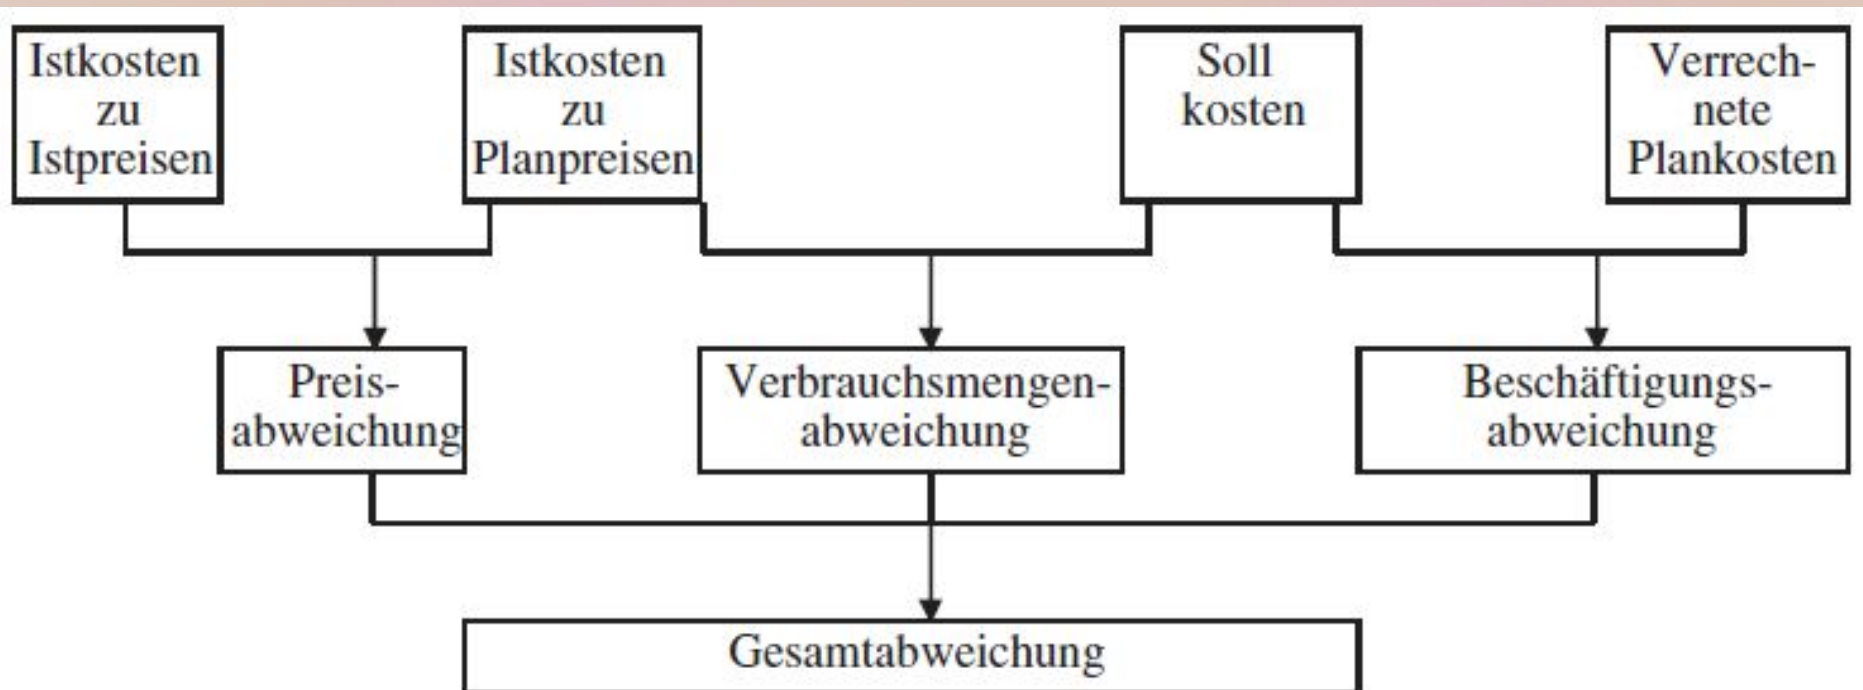 Istkosten
zu
Istpreisen
Istkosten
zu
Planpreisen
Soll
kosten
Verrech-
nete
Plankosten
Preis-
abweichung
Verbrauchsmengen-
abweichung
Beschäftigungs-
abweichung
Gesamtabweichung